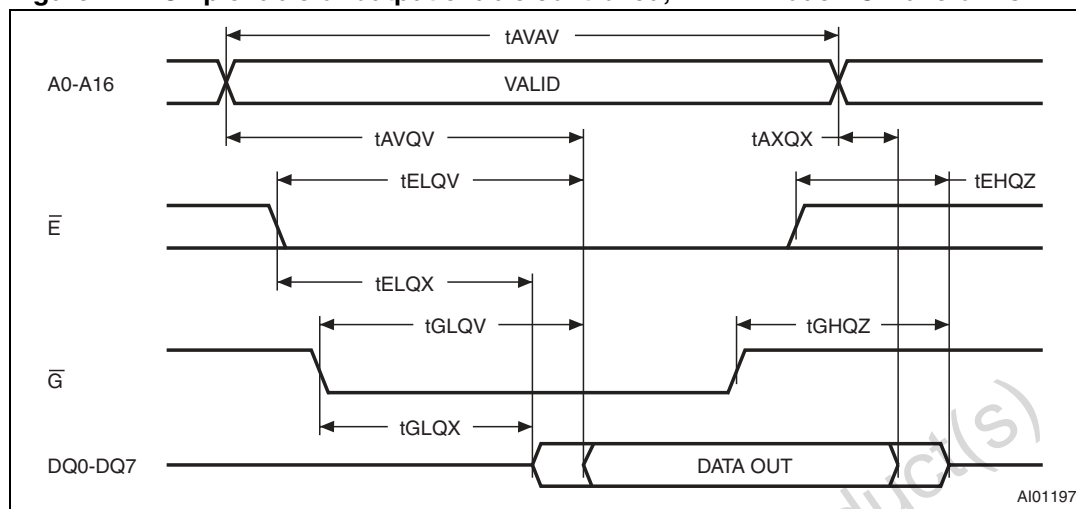 tAVAV
A0-A16
VALID
tAVQV
tAXQX
tELQV
tEHQZ
E̅
tELQX
tGLQV
tGHQZ
G̅
tGLQX
DQ0-DQ7
DATA OUT
AI01197